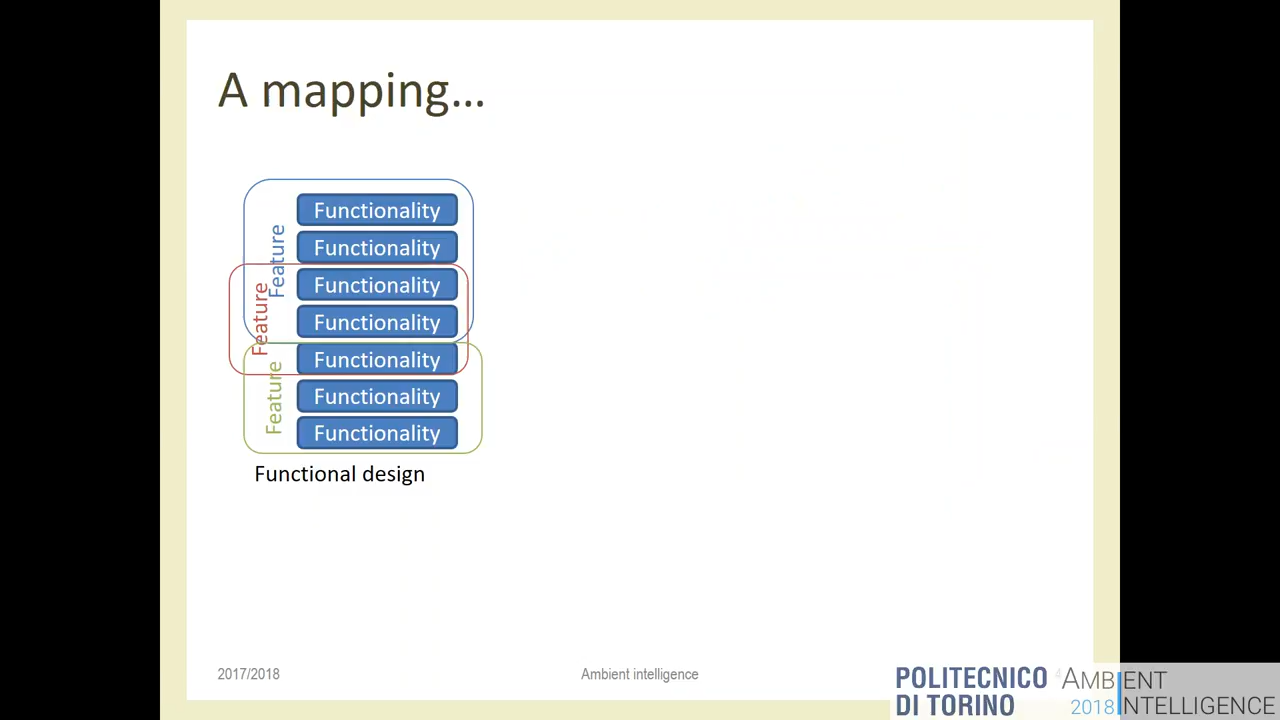 A mapping...
Functionality
Functionality
Functionality
Functionality
Functionality
Functionality
Functionality
Feature
Feature
Feature
Functional design
2017/2018
Ambient intelligence
POLITECNICO
DI TORINO
AMBIENT
2018 INTELLIGENCE